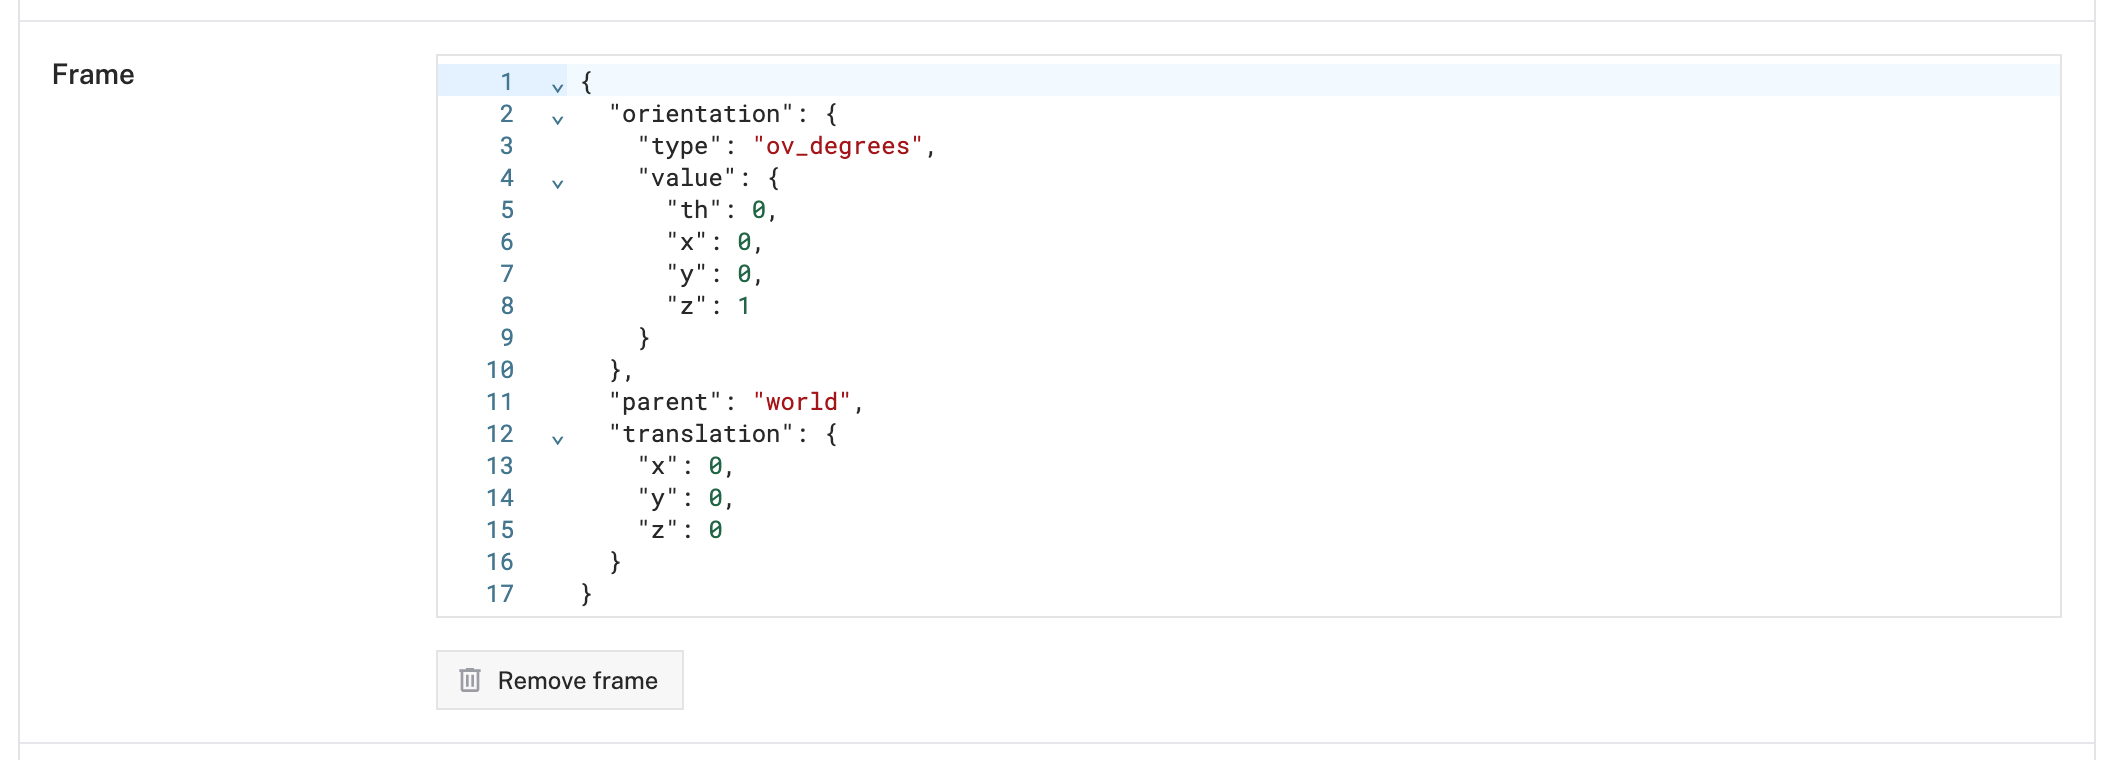 Frame
1 {
2   "orientation": {
3     "type": "ov_degrees",
4     "value": {
5       "th": 0,
6       "x": 0,
7       "y": 0,
8       "z": 1
9     }
10   },
11   "parent": "world",
12   "translation": {
13     "x": 0,
14     "y": 0,
15     "z": 0
16   }
17 }
Remove frame